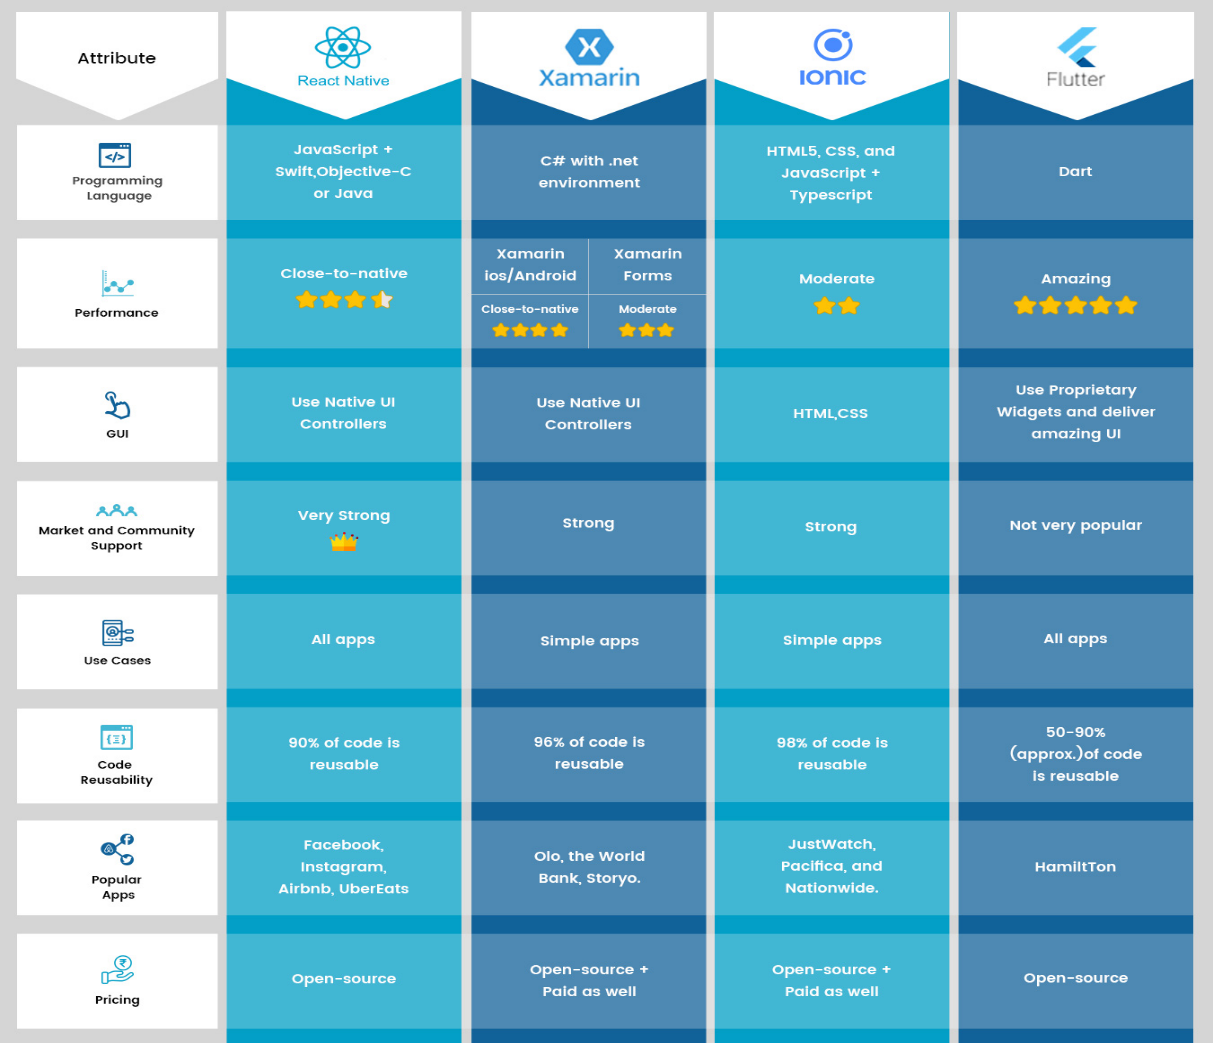 Attribute
React Native
Xamarin
IONIC
Flutter
</>
Programming
Language
JavaScript +
Swift,Objective-C
or Java
C# with .net
environment
HTML5, CSS, and
JavaScript +
Typescript
Dart
Performance
Close-to-native
Xamarin
ios/Android
Xamarin
Forms
Close-to-native
Moderate
Moderate
Amazing
GUI
Use Native UI
Controllers
Use Native UI
Controllers
HTML,CSS
Use Proprietary
Widgets and deliver
amazing UI
Market and Community
Support
Very Strong
Strong
Strong
Not very popular
Use Cases
All apps
Simple apps
Simple apps
All apps
Code
Reusability
90% of code is
reusable
96% of code is
reusable
98% of code is
reusable
50-90%
(approx.)of code
is reusable
Popular
Apps
Facebook,
Instagram,
Airbnb, UberEats
Olo, the World
Bank, Storyo.
JustWatch,
Pacifica, and
Nationwide.
HamiltTon
₹
Pricing
Open-source
Open-source +
Paid as well
Open-source +
Paid as well
Open-source